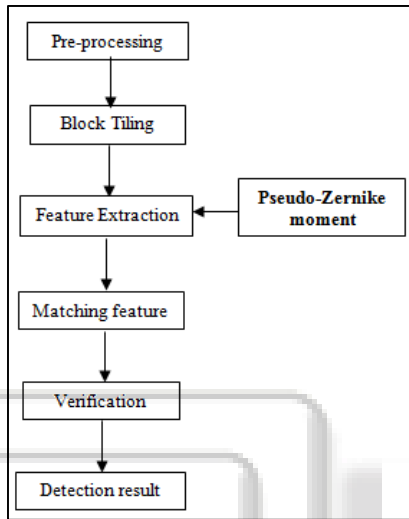 Pre-processing
Block Tiling
Feature Extraction
Pseudo-Zernike
moment
Matching feature
Verification
Detection result